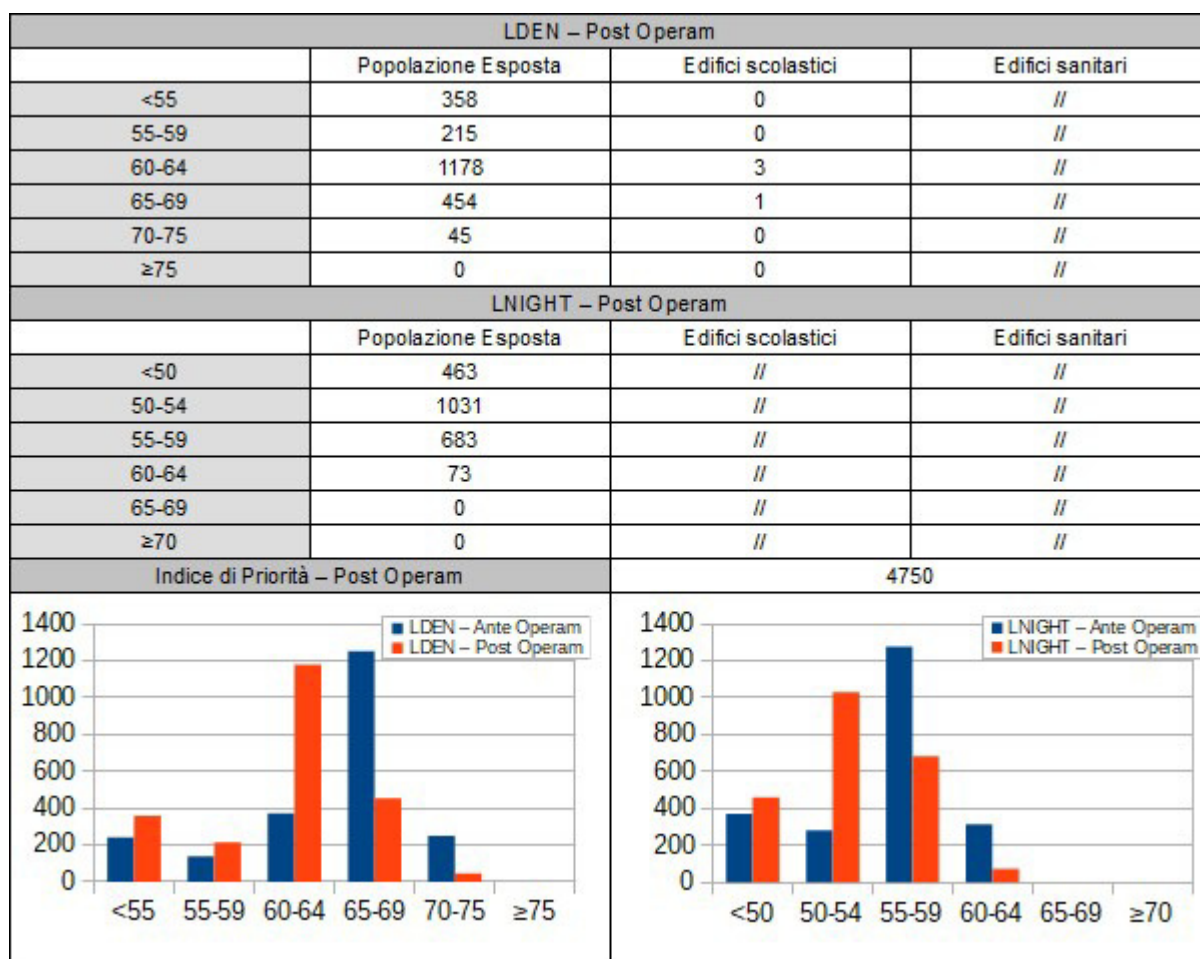 LDEN – Post Operam
Popolazione Esposta Edifici scolastici Edifici sanitari
<55 358 0 //
55-59 215 0 //
60-64 1178 3 //
65-69 454 1 //
70-75 45 0 //
≥75 0 0 //
LNIGHT – Post Operam
Popolazione Esposta Edifici scolastici Edifici sanitari
<50 463 // //
50-54 1031 // //
55-59 683 // //
60-64 73 // //
65-69 0 // //
≥70 0 // //
Indice di Priorità – Post Operam 4750
LDEN – Ante Operam
LDEN – Post Operam
1400
1200
1000
800
600
400
200
0
<55 55-59 60-64 65-69 70-75 ≥75
LNIGHT – Ante Operam
LNIGHT – Post Operam
1400
1200
1000
800
600
400
200
0
<50 50-54 55-59 60-64 65-69 ≥70